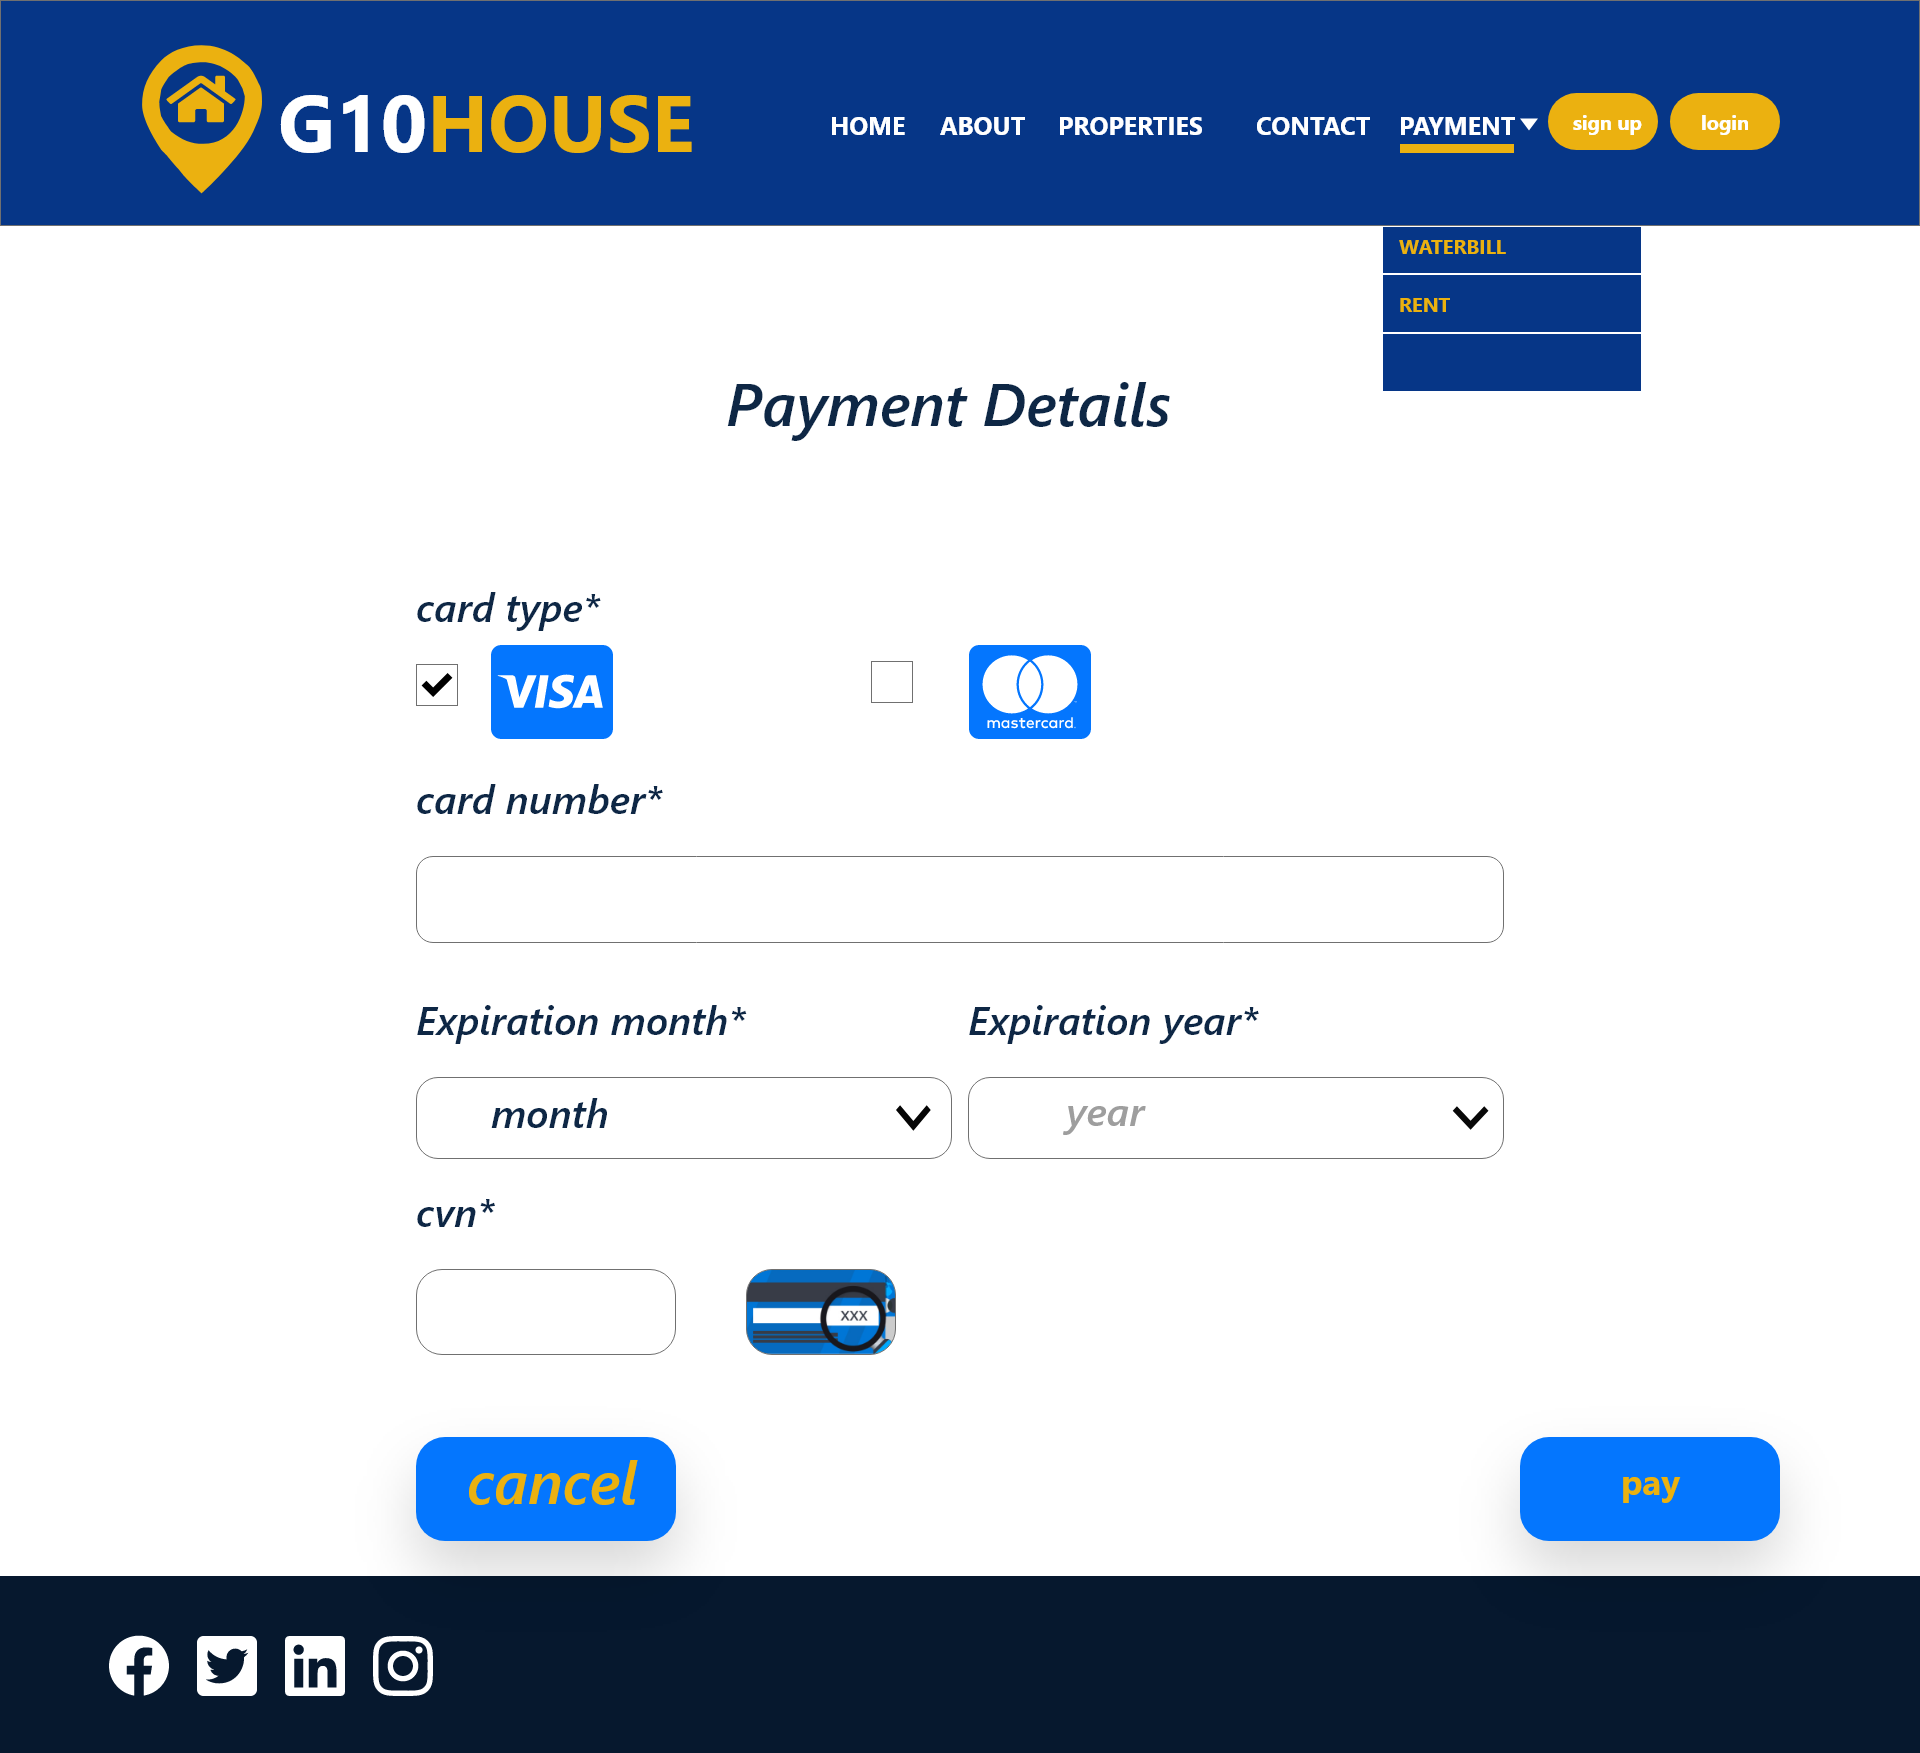 G10HOUSE
HOME ABOUT PROPERTIES CONTACT PAYMENT sign up login
WATERBILL
RENT
Payment Details
card type*
VISA mastercard.
card number*
Expiration month* Expiration year*
month year
cvn*
XXX
cancel pay